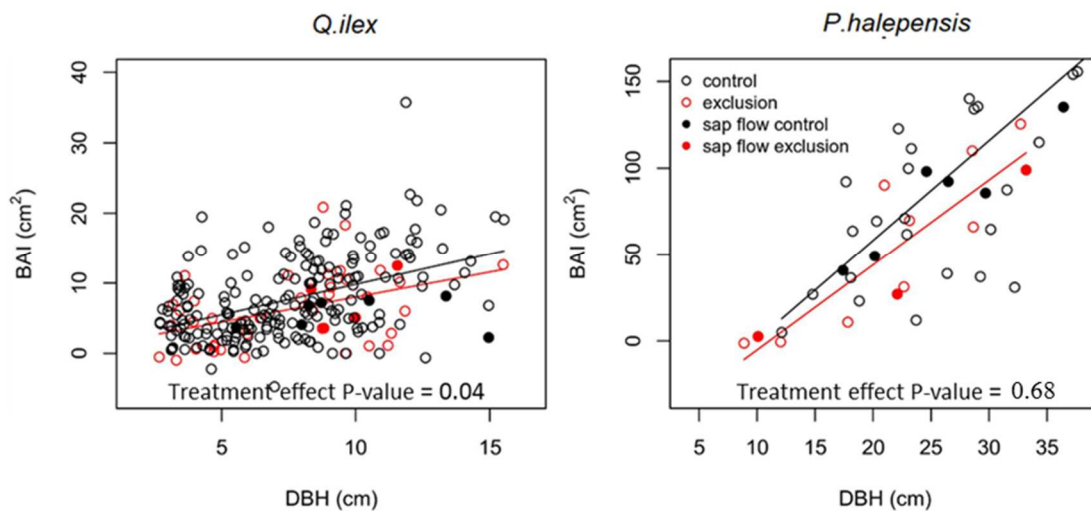 Q.ilex
P.halepensis
BAI (cm²)
40
30
20
10
0
Treatment effect P-value = 0.04
5
10
15
DBH (cm)
BAI (cm²)
150
100
50
0
control
exclusion
sap flow control
sap flow exclusion
Treatment effect P-value = 0.68
5
10
15
20
25
30
35
DBH (cm)